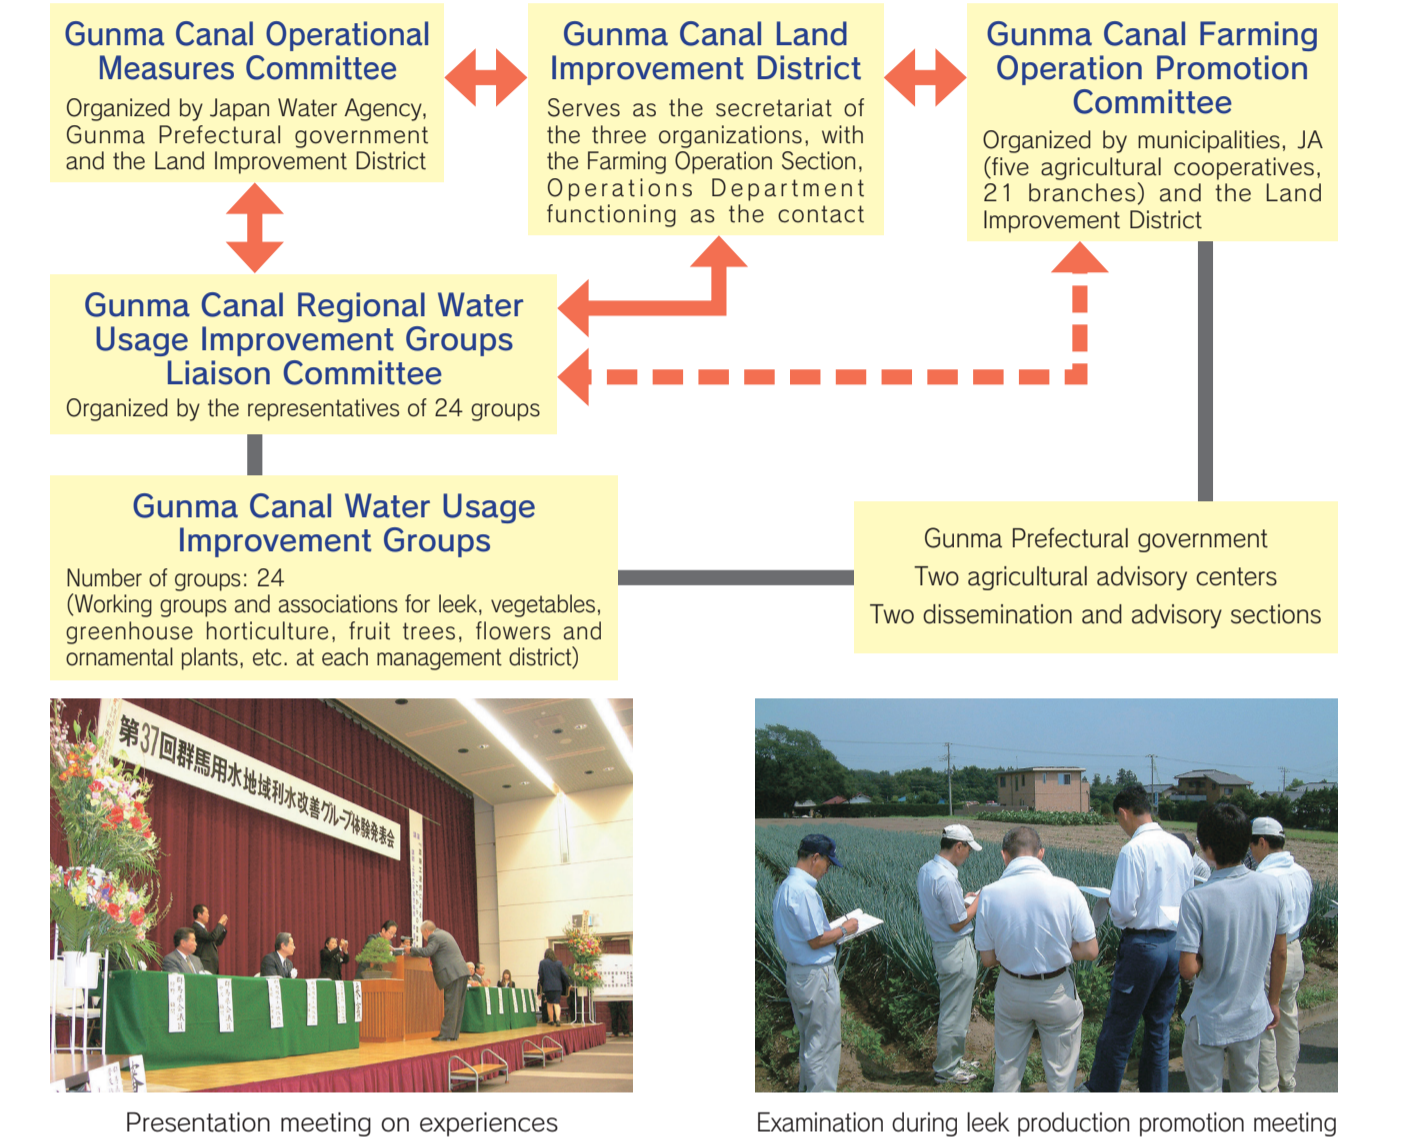 Gunma Canal Operational
Measures Committee
Organized by Japan Water Agency,
Gunma Prefectural government
and the Land Improvement District
Gunma Canal Land
Improvement District
Serves as the secretariat of
the three organizations, with
the Farming Operation Section,
Operations Department
functioning as the contact
Gunma Canal Farming
Operation Promotion
Committee
Organized by municipalities, JA
(five agricultural cooperatives,
21 branches) and the Land
Improvement District
Gunma Canal Regional Water
Usage Improvement Groups
Liaison Committee
Organized by the representatives of 24 groups
Gunma Canal Water Usage
Improvement Groups
Number of groups: 24
(Working groups and associations for leek, vegetables,
greenhouse horticulture, fruit trees, flowers and
ornamental plants, etc. at each management district)
Gunma Prefectural government
Two agricultural advisory centers
Two dissemination and advisory sections
第37回群馬用水地域利水改善グループ体験発表会
Presentation meeting on experiences
Examination during leek production promotion meeting